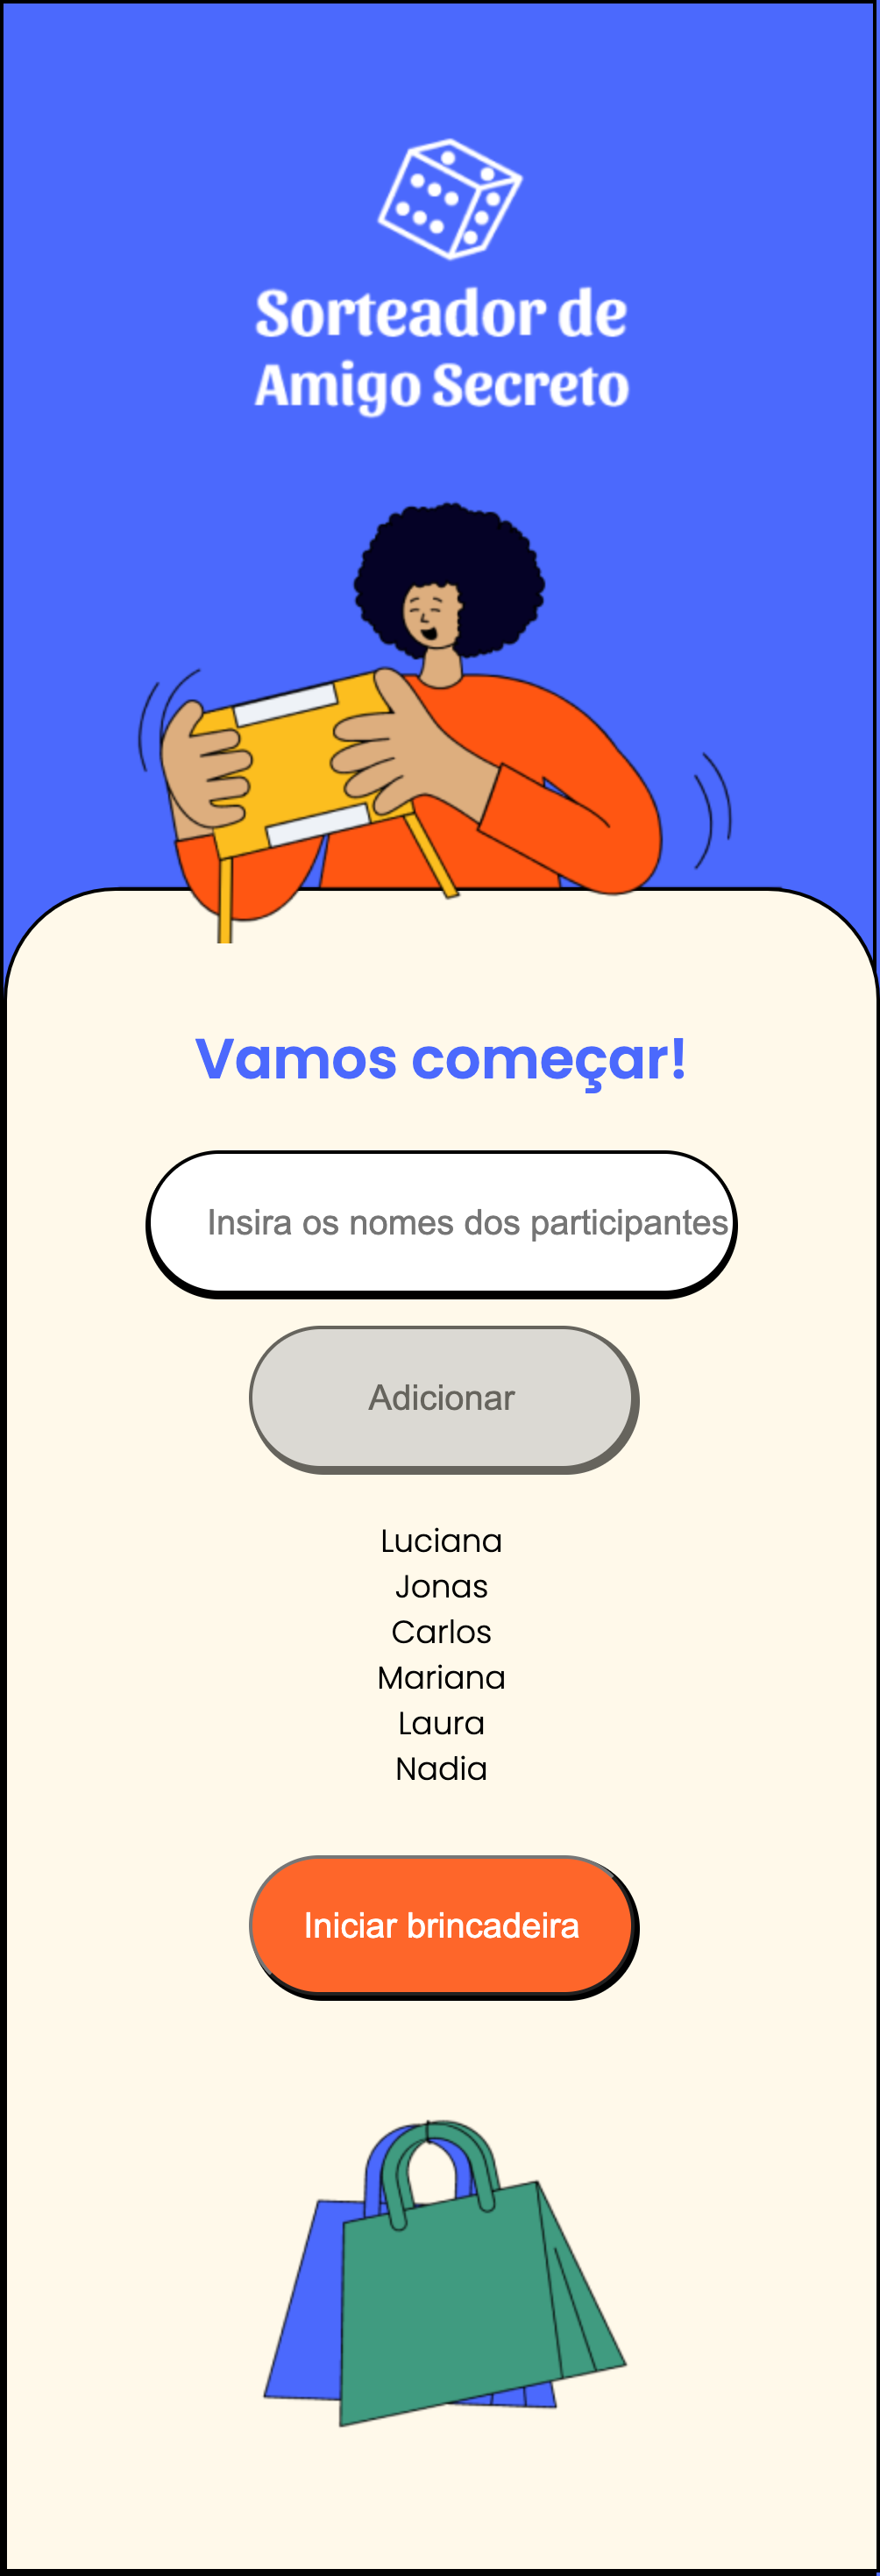 Sorteador de
Amigo Secreto
Vamos começar!
Insira os nomes dos participantes
Adicionar
Luciana
Jonas
Carlos
Mariana
Laura
Nadia
Iniciar brincadeira